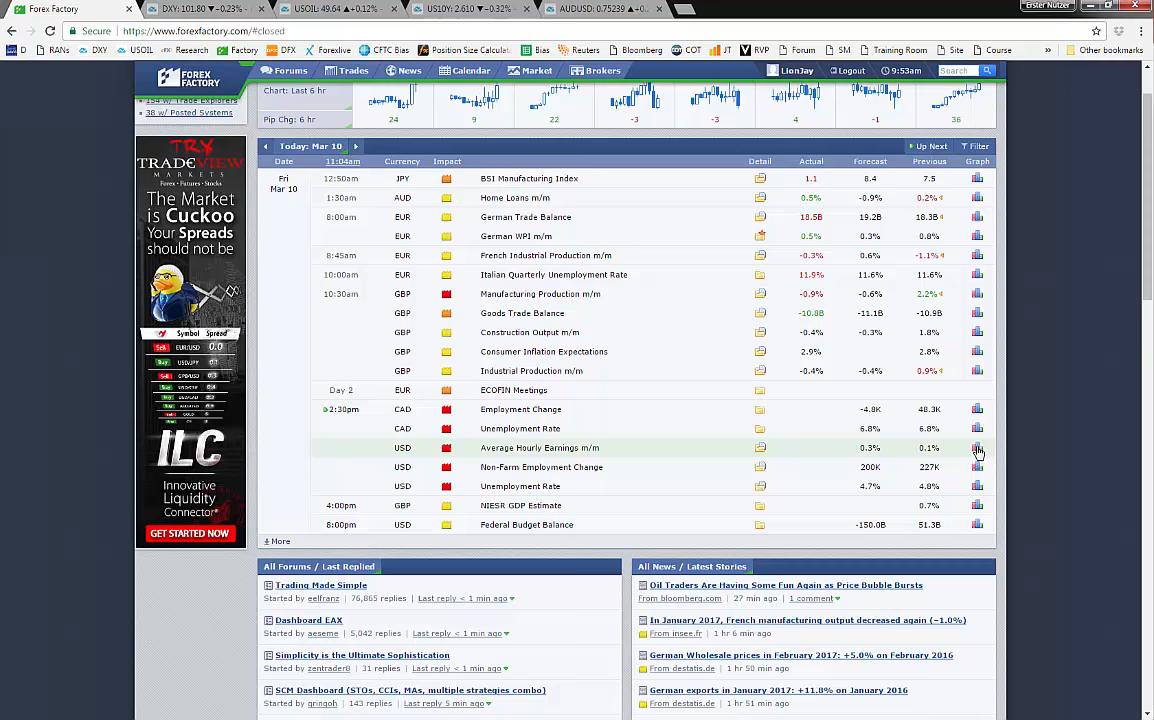 Forex Factory
DXY: 101.80 ▼ −0.23% -
USOIL: 49.64 ▲ +0.12% -
US10Y: 2.610 ▼ −0.32% -
AUDUSD: 0.75239 ▲ +0.
Erster Nutzer
Secure
https://www.forexfactory.com/#closed
D
RANs
DXY
USOIL
Research
Factory
DFX
Forexlive
CFTC Bias
Position Size Calculat
Bias
Reuters
Bloomberg
COT
JT
RVP
Forum
SM
Training Room
Site
Course
»
Other bookmarks
FOREX FACTORY
Forums
Trades
News
Calendar
Market
Brokers
LionJay
Logout
9:53am
Search
154 w/ Trade Explorers
38 w/ Posted Systems
Chart: Last 6 hr
Pip Chg: 6 hr 24 9 22 -3 -3 4 -1 36
Today: Mar 10
Up Next
Filter
Date 11:04am Currency Impact Detail Actual Forecast Previous Graph
Fri Mar 10 12:50am JPY BSI Manufacturing Index 1.1 8.4 7.5
1:30am AUD Home Loans m/m 0.5% -0.9% 0.2%
8:00am EUR German Trade Balance 18.5B 19.2B 18.3B
EUR German WPI m/m 0.5% 0.3% 0.8%
8:45am EUR French Industrial Production m/m -0.3% 0.6% -1.1%
10:00am EUR Italian Quarterly Unemployment Rate 11.9% 11.6% 11.6%
10:30am GBP Manufacturing Production m/m -0.9% -0.6% 2.2%
GBP Goods Trade Balance -10.8B -11.1B -10.9B
GBP Construction Output m/m -0.4% -0.3% 1.8%
GBP Consumer Inflation Expectations 2.9% 2.8%
GBP Industrial Production m/m -0.4% -0.4% 0.9%
Day 2 EUR ECOFIN Meetings
2:30pm CAD Employment Change -4.8K 48.3K
CAD Unemployment Rate 6.8% 6.8%
USD Average Hourly Earnings m/m 0.3% 0.1%
USD Non-Farm Employment Change 200K 227K
USD Unemployment Rate 4.7% 4.8%
4:00pm GBP NIESR GDP Estimate 0.7%
8:00pm USD Federal Budget Balance -150.0B 51.3B
More
TRY
TRADEVIEW
MARKETS
Forex • Futures • Stocks
The Market
is Cuckoo
Your Spreads
should not be
Symbol Spread
Sell EUR/USD 0.0
Buy USD/JPY
ILC
Innovative
Liquidity
Connector
GET STARTED NOW
All Forums / Last Replied
Trading Made Simple
Started by eelfranz | 76,865 replies | Last reply < 1 min ago
Dashboard EAX
Started by aeseme | 5,042 replies | Last reply < 1 min ago
Simplicity is the Ultimate Sophistication
Started by zentrader8 | 31 replies | Last reply < 1 min ago
SCM Dashboard (STOs, CCIs, MAs, multiple strategies combo)
Started by gringoh | 143 replies | Last reply 5 min ago
All News / Latest Stories
Oil Traders Are Having Some Fun Again as Price Bubble Bursts
From bloomberg.com | 27 min ago | 1 comment
In January 2017, French manufacturing output decreased again (−1.0%)
From insee.fr | 1 hr 6 min ago
German Wholesale prices in February 2017: +5.0% on February 2016
From destatis.de | 1 hr 50 min ago
German exports in January 2017: +11.8% on January 2016
From destatis.de | 1 hr 51 min ago